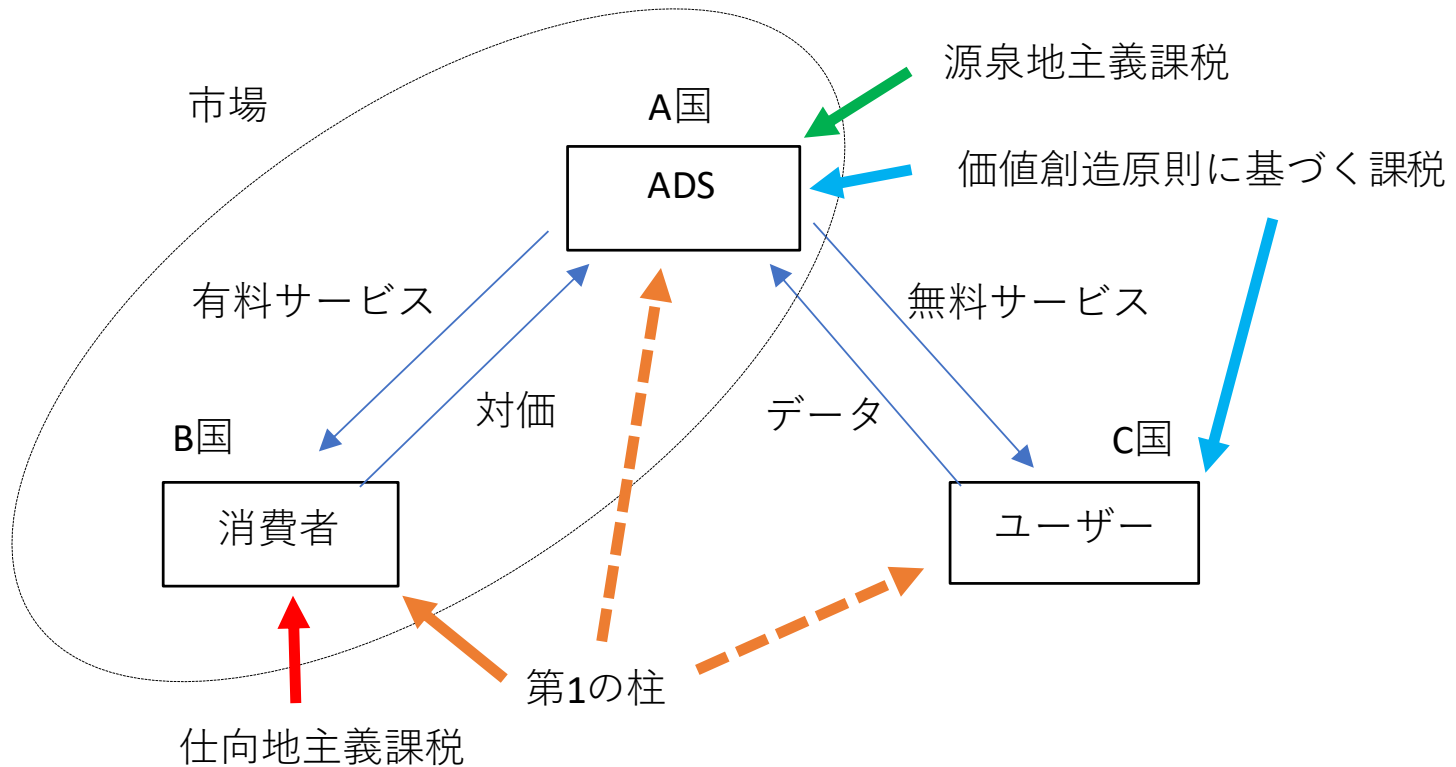 源泉地主義課税
市場
A国
価値創造原則に基づく課税
ADS
有料サービス
無料サービス
対価
データ
B国
C国
消費者
ユーザー
第1の柱
仕向地主義課税